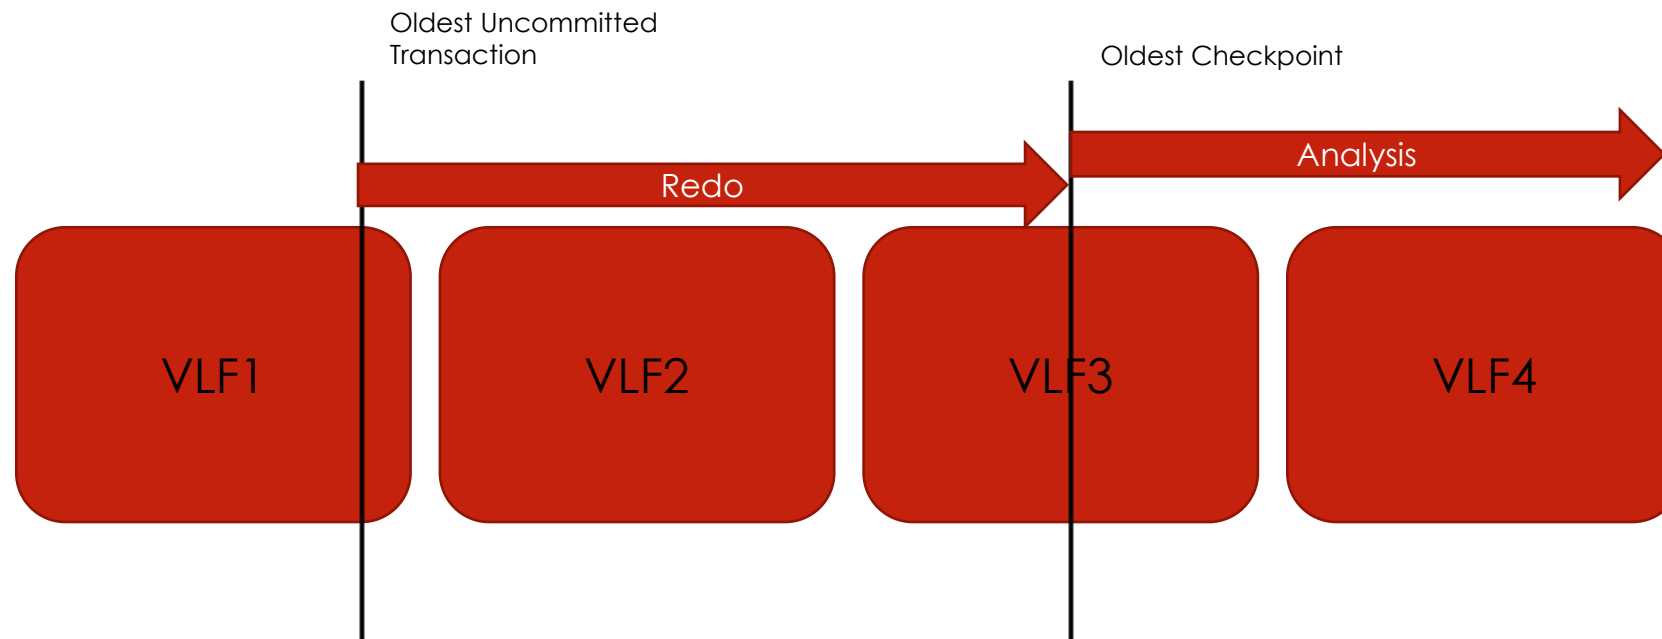 Oldest Uncommitted
Transaction
Oldest Checkpoint
Analysis
Redo
VLF1
VLF2
VLF3
VLF4